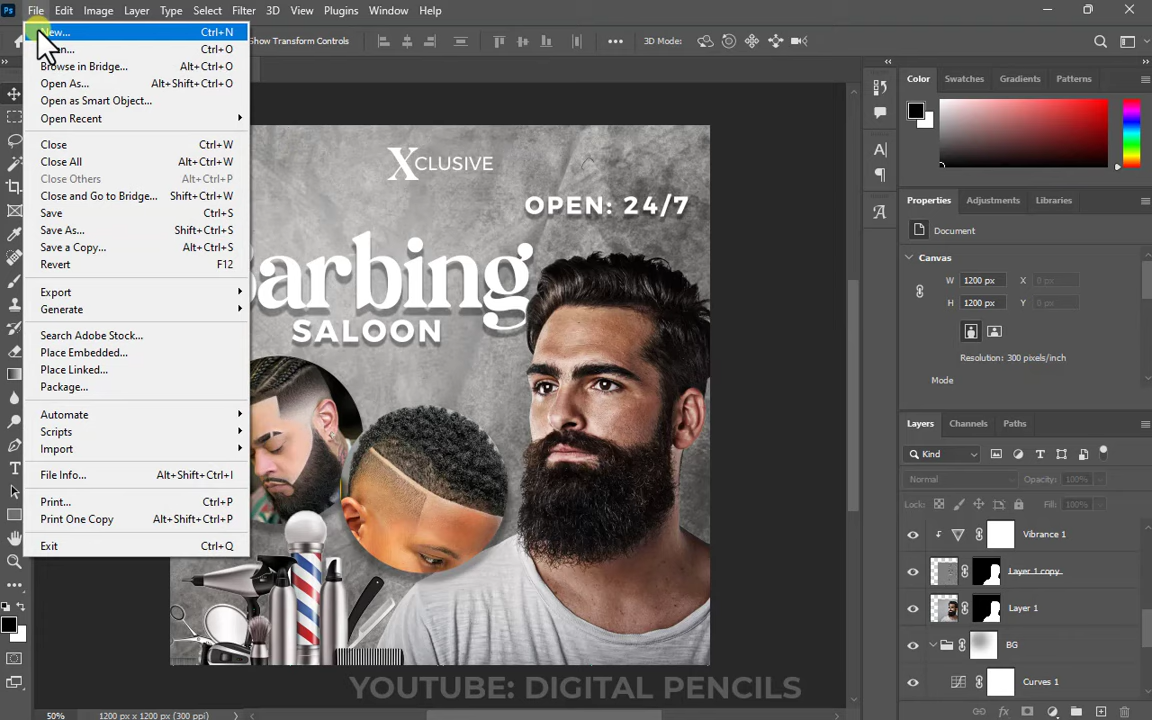 File Edit Image Layer Type Select Filter 3D View Plugins Window Help
Ctrl+N
Show Transform Controls
3D Mode:
Ctrl+O
Browse in Bridge... Alt+Ctrl+O
Open As... Alt+Shift+Ctrl+O
Open as Smart Object...
Open Recent
Close Ctrl+W
Close All Alt+Ctrl+W
Close Others Alt+Ctrl+P
Close and Go to Bridge... Shift+Ctrl+W
Save Ctrl+S
Save As... Shift+Ctrl+S
Save a Copy... Alt+Ctrl+S
Revert F12
Export
Generate
Search Adobe Stock...
Place Embedded...
Place Linked...
Package...
Automate
Scripts
Import
File Info... Alt+Shift+Ctrl+I
Print... Ctrl+P
Print One Copy Alt+Shift+Ctrl+P
Exit Ctrl+Q
XCLUSIVE
OPEN: 24/7
arbing
SALOON
YOUTUBE: DIGITAL PENCILS
50% 1200 px x 1200 px (300 ppi)
Color Swatches Gradients Patterns
Properties Adjustments Libraries
Document
Canvas
W 1200 px X 0 px
H 1200 px Y 0 px
Resolution: 300 pixels/inch
Mode
Layers Channels Paths
Kind
Normal Opacity: 100%
Lock: Fill: 100%
Vibrance 1
Layer 1 copy
Layer 1
BG
Curves 1